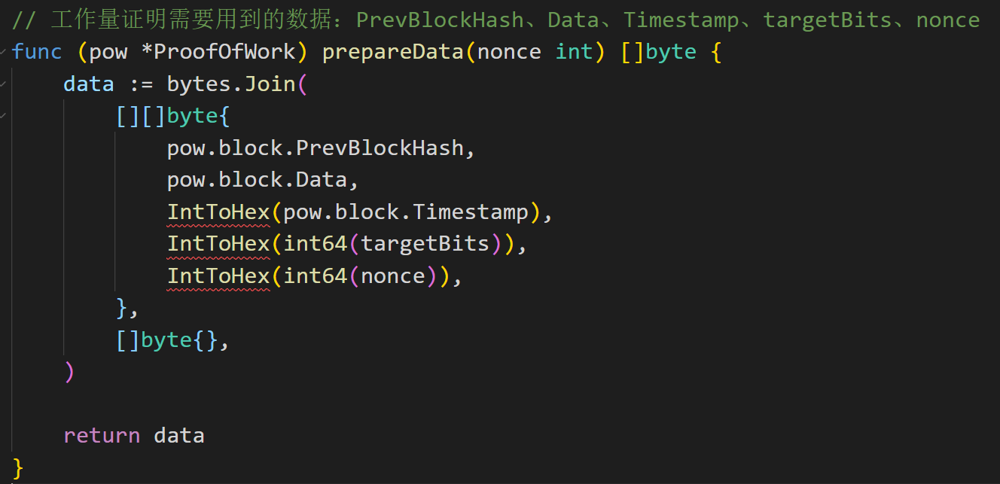 // 工作量证明需要用到的数据：PrevBlockHash、Data、Timestamp、targetBits、nonce
func (pow *ProofOfWork) prepareData(nonce int) []byte {
    data := bytes.Join(
        [][]byte{
            pow.block.PrevBlockHash,
            pow.block.Data,
            IntToHex(pow.block.Timestamp),
            IntToHex(int64(targetBits)),
            IntToHex(int64(nonce)),
        },
        []byte{},
    )

    return data
}